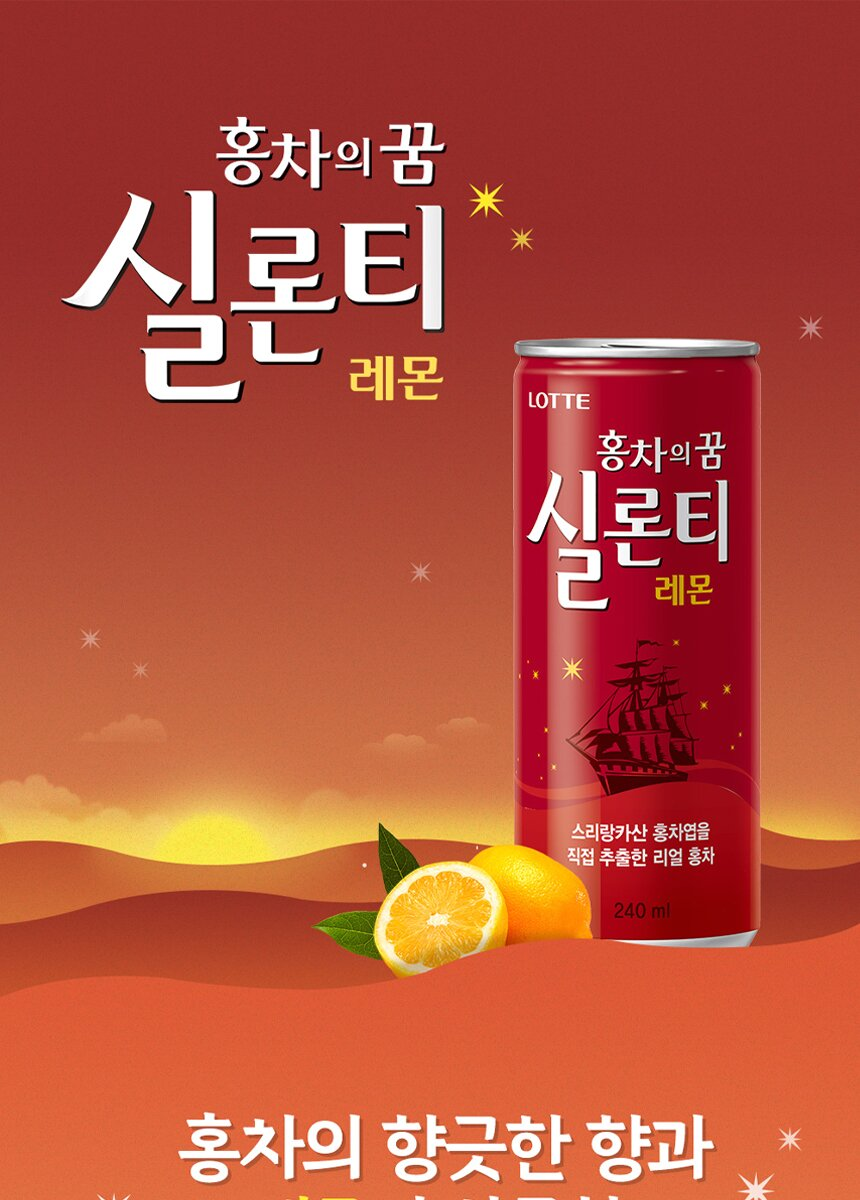 홍차의 꿈
실론티
레몬
LOTTE
홍차의 꿈
실론티
레몬
스리랑카산 홍차엽을
직접 추출한 리얼 홍차
240 ml
홍차의 향긋한 향과